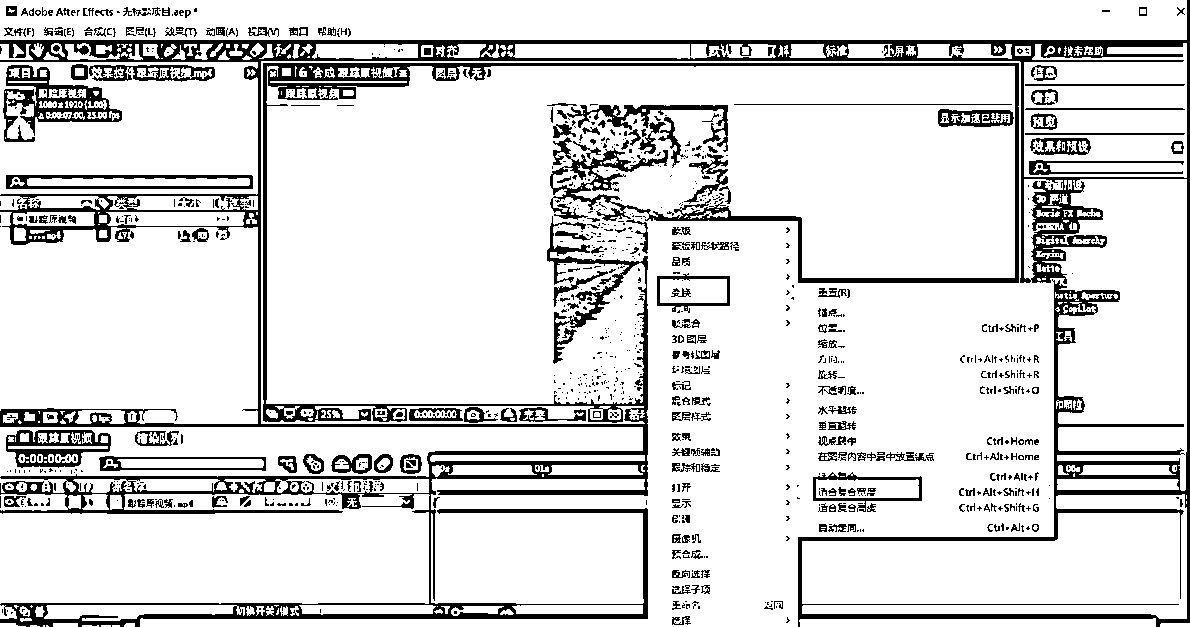 Adobe After Effects - 无标题项目.aep *
文件(F) 编辑(E) 合成(C) 图层(L) 效果(T) 动画(A) 视图(V) 窗口 帮助(H)
对齐
默认 了解 标准 小屏幕 库 搜索帮助
项目 效果控件跟踪原视频.mp4
合成 跟踪原视频
图层 (无)
信息
跟踪原视频
跟踪原视频
1080 x 1920 (1.00)
Δ 0:00:07:00, 25.00 fps
音频
显示加速已禁用
预览
效果和预设
名称 类型 大小 帧速率
跟踪原视频
合成
AVI
Boris FX Mocha
CINEMA 4D
Digital Anarchy
Keying
Matte
25%
0:00:00:00
完整
蒙版
蒙版和形状路径
品质
变换
时间
帧混合
3D 图层
参考线图层
环境图层
标记
混合模式
图层样式
效果
关键帧辅助
跟踪和稳定
打开
显示
创建
摄像机
预合成...
反向选择
选择子项
重命名 返回
选择
重置(R)
锚点...
位置... Ctrl+Shift+P
缩放...
方向... Ctrl+Alt+Shift+R
旋转... Ctrl+Shift+R
不透明度... Ctrl+Shift+O
水平翻转
垂直翻转
视点居中 Ctrl+Home
在图层内容中居中放置锚点 Ctrl+Alt+Home
适合复合 Ctrl+Alt+F
适合复合宽度 Ctrl+Alt+Shift+H
适合复合高度 Ctrl+Alt+Shift+G
自动定向... Ctrl+Alt+O
跟踪原视频
渲染队列
0:00:00:00
源名称
父级和链接
跟踪原视频.mp4
无
切换开关/模式